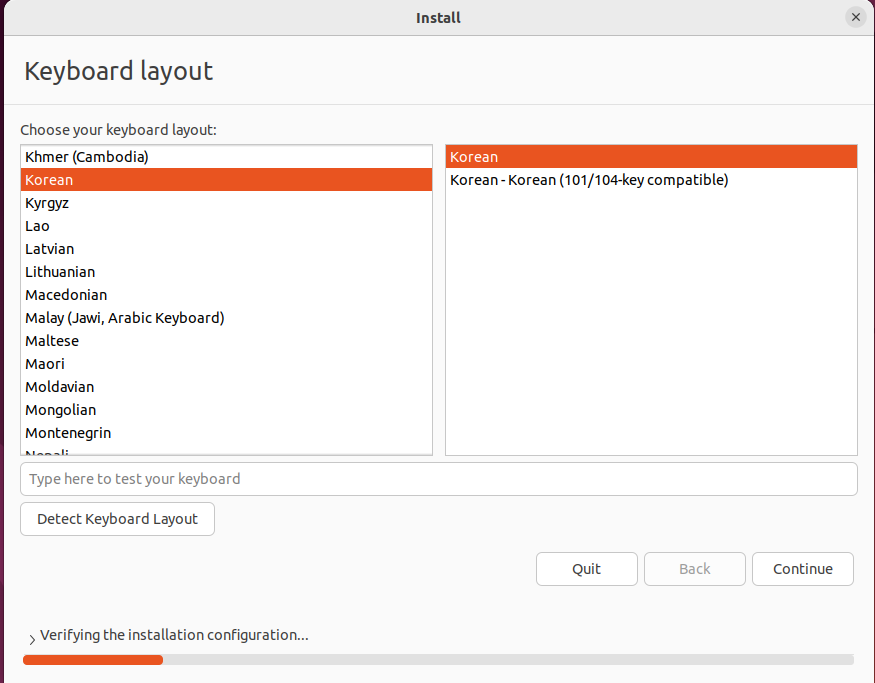 Install
Keyboard layout
Choose your keyboard layout:
Khmer (Cambodia)
Korean
Kyrgyz
Lao
Latvian
Lithuanian
Macedonian
Malay (Jawi, Arabic Keyboard)
Maltese
Maori
Moldavian
Mongolian
Montenegrin
Nepali
Korean
Korean - Korean (101/104-key compatible)
Type here to test your keyboard
Detect Keyboard Layout
Quit Back Continue
Verifying the installation configuration...